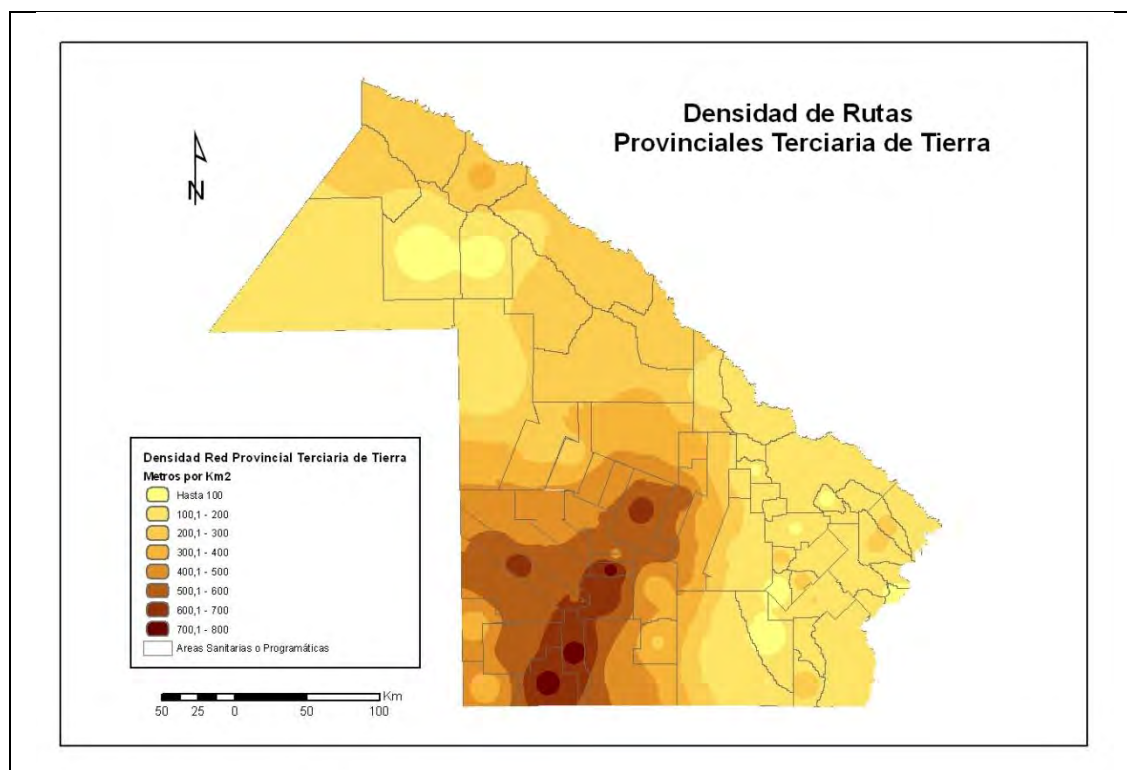 Densidad de Rutas
Provinciales Terciaria de Tierra
N
Densidad Red Provincial Terciaria de Tierra
Metros por Km2
Hasta 100
100,1 - 200
200,1 - 300
300,1 - 400
400,1 - 500
500,1 - 600
600,1 - 700
700,1 - 800
Areas Sanitarias o Programáticas
Km
50 25 0 50 100